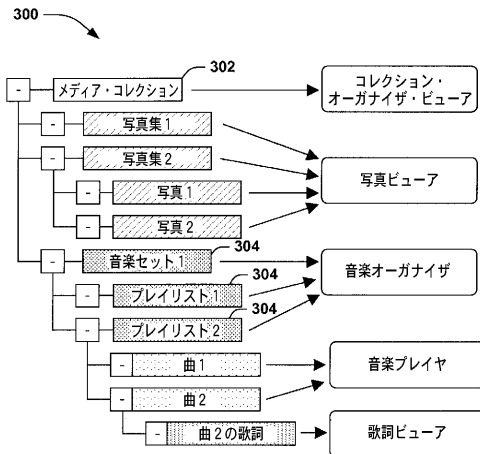 300
302
メディア・コレクション
コレクション・
オーガナイザ・ビューア
写真集1
写真集2
写真1
写真2
写真ビューア
304
音楽セット1
304
プレイリスト1
304
プレイリスト2
音楽オーガナイザ
曲1
曲2
音楽プレイヤ
曲2の歌詞
歌詞ビューア